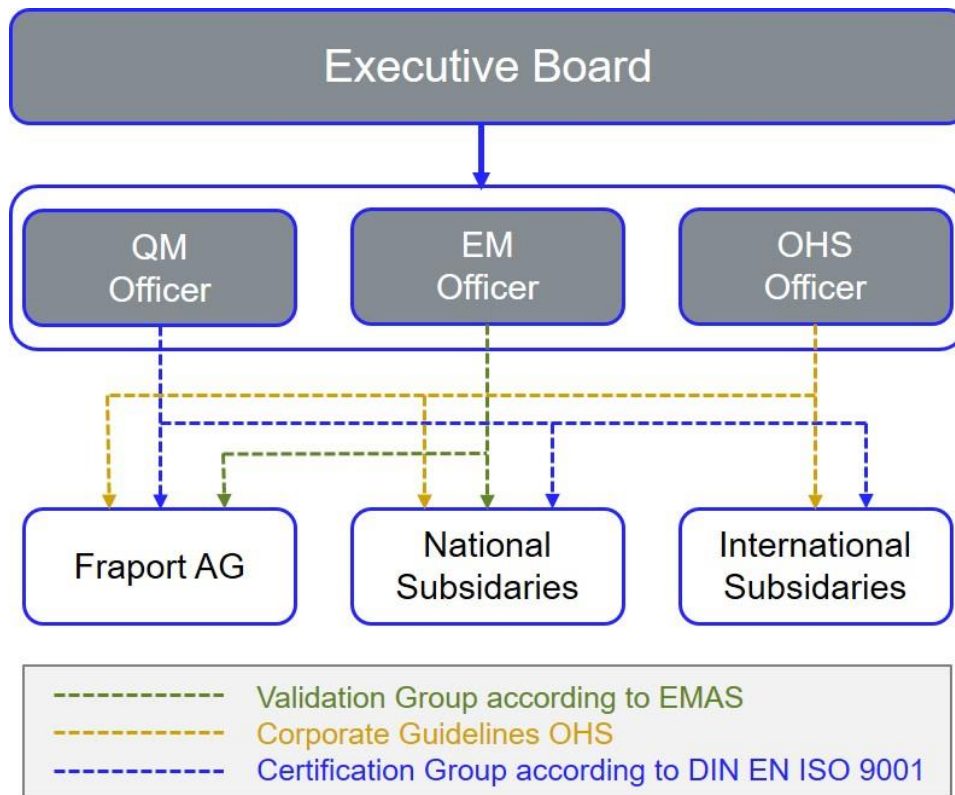 Executive Board
QM
Officer
EM
Officer
OHS
Officer
Fraport AG
National
Subsidaries
International
Subsidaries
Validation Group according to EMAS
Corporate Guidelines OHS
Certification Group according to DIN EN ISO 9001